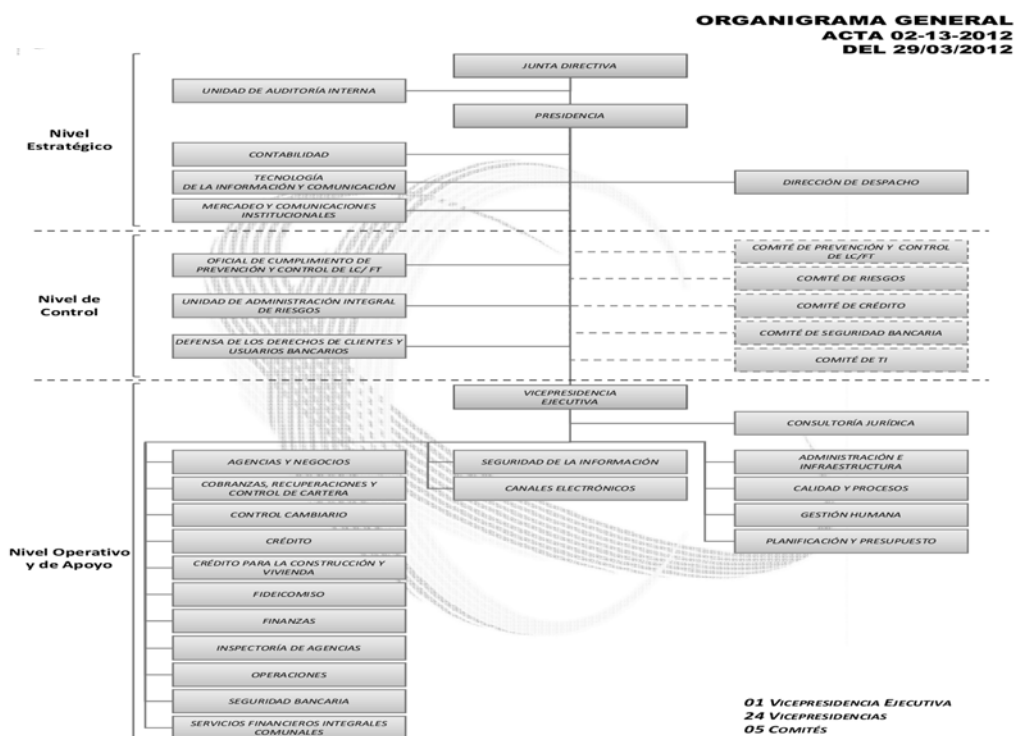 ORGANIGRAMA GENERAL
ACTA 02-13-2012
DEL 29/03/2012
JUNTA DIRECTIVA
UNIDAD DE AUDITORÍA INTERNA
PRESIDENCIA
Nivel
Estratégico
CONTABILIDAD
TECNOLOGÍA
DE LA INFORMACIÓN Y COMUNICACIÓN
DIRECCIÓN DE DESPACHO
MERCADEO Y COMUNICACIONES
INSTITUCIONALES
Nivel de
Control
OFICIAL DE CUMPLIMIENTO DE
PREVENCIÓN Y CONTROL DE LC/ FT
UNIDAD DE ADMINISTRACIÓN INTEGRAL
DE RIESGOS
DEFENSA DE LOS DERECHOS DE CLIENTES Y
USUARIOS BANCARIOS
COMITÉ DE PREVENCIÓN Y CONTROL
DE LC/FT
COMITÉ DE RIESGOS
COMITÉ DE CRÉDITO
COMITÉ DE SEGURIDAD BANCARIA
COMITÉ DE TI
VICEPRESIDENCIA
EJECUTIVA
CONSULTORÍA JURÍDICA
Nivel Operativo
y de Apoyo
AGENCIAS Y NEGOCIOS
COBRANZAS, RECUPERACIONES Y
CONTROL DE CARTERA
CONTROL CAMBIARIO
CRÉDITO
CRÉDITO PARA LA CONSTRUCCIÓN Y
VIVIENDA
FIDEICOMISO
FINANZAS
INSPECTORÍA DE AGENCIAS
OPERACIONES
SEGURIDAD BANCARIA
SERVICIOS FINANCIEROS INTEGRALES
COMUNALES
SEGURIDAD DE LA INFORMACIÓN
CANALES ELECTRÓNICOS
ADMINISTRACIÓN E
INFRAESTRUCTURA
CALIDAD Y PROCESOS
GESTIÓN HUMANA
PLANIFICACIÓN Y PRESUPUESTO
01 VICEPRESIDENCIA EJECUTIVA
24 VICEPRESIDENCIAS
05 COMITÉS